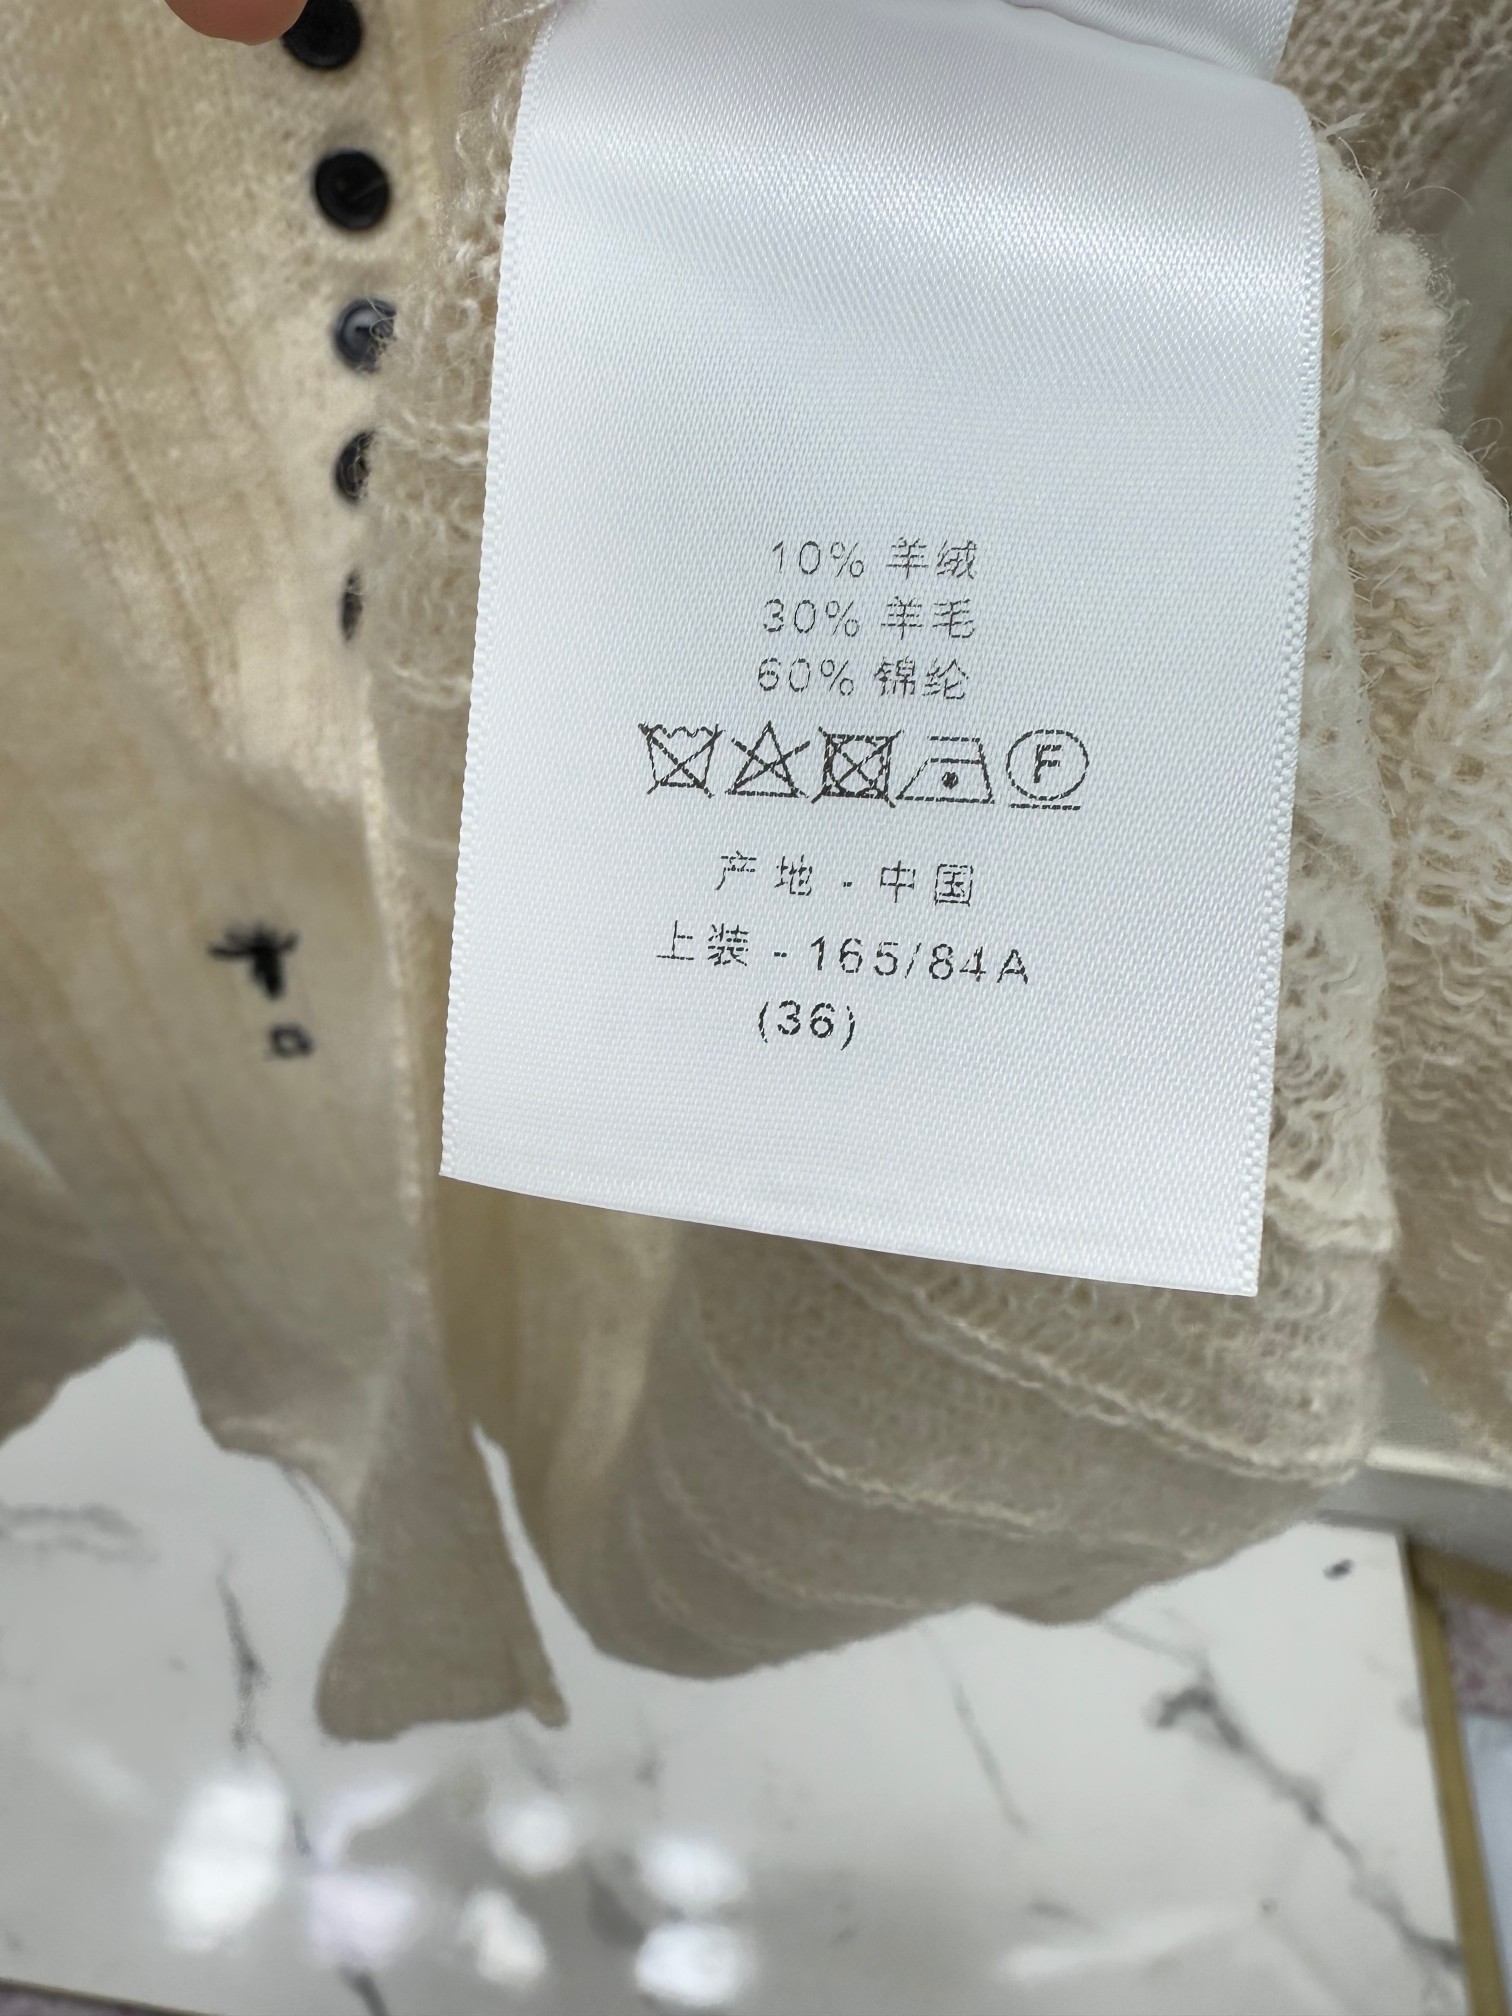 10% 羊绒
30% 羊毛
60% 锦纶
F
产地 - 中国
上装 - 165/84A
(36)